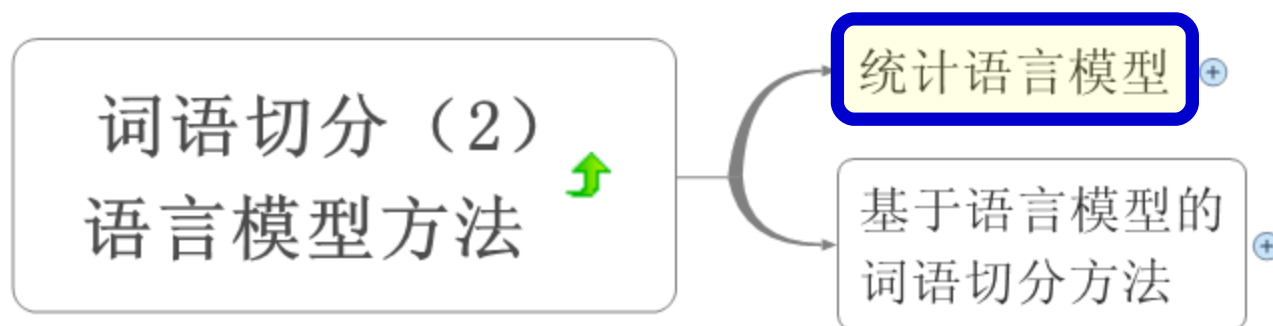 词语切分（2）
语言模型方法
统计语言模型
基于语言模型的
词语切分方法